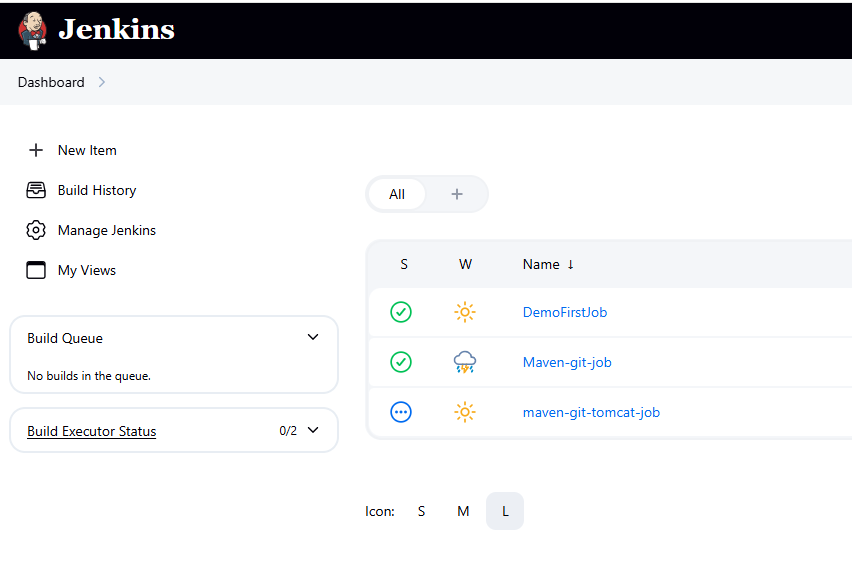 Jenkins
Dashboard
New Item
Build History
Manage Jenkins
My Views
Build Queue
No builds in the queue.
Build Executor Status 0/2
All +
S W Name ↓
DemoFirstJob
Maven-git-job
maven-git-tomcat-job
Icon: S M L